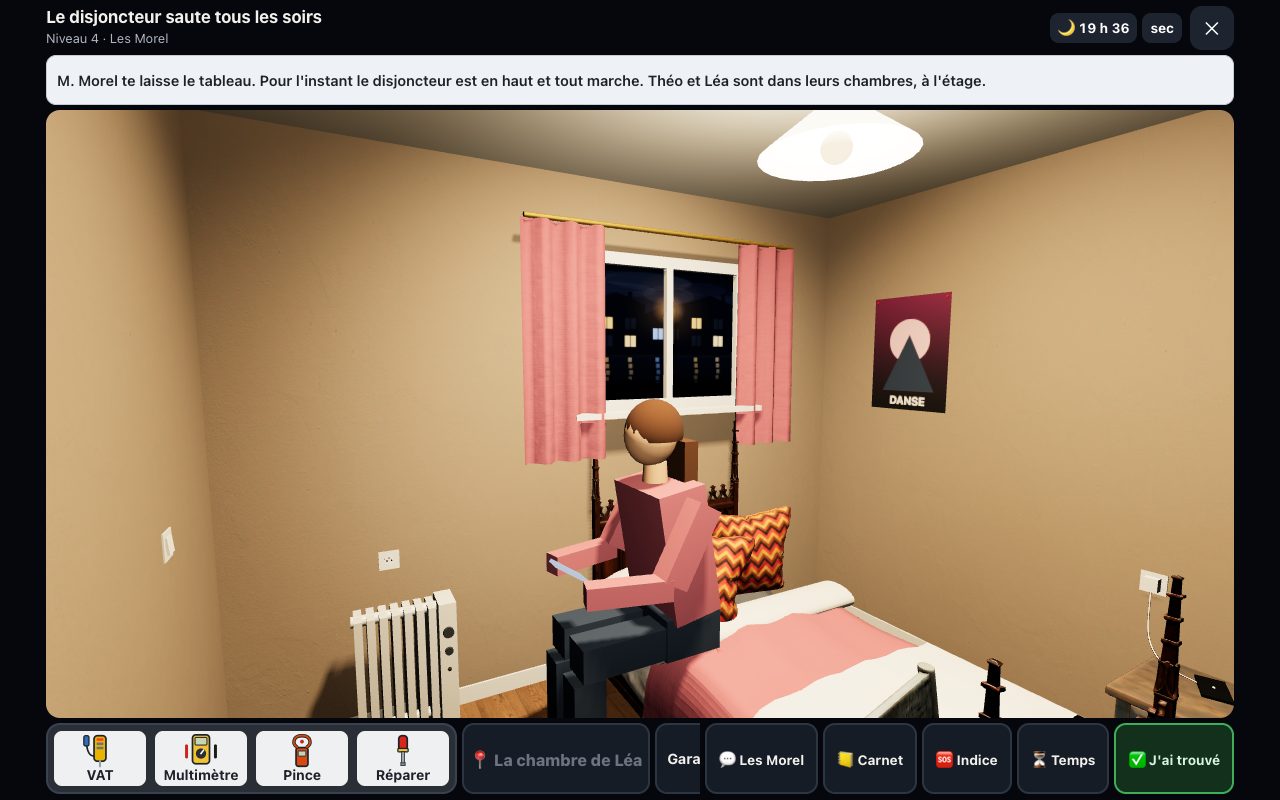 Le disjoncteur saute tous les soirs
Niveau 4 · Les Morel
🌙 19 h 36
sec
M. Morel te laisse le tableau. Pour l'instant le disjoncteur est en haut et tout marche. Théo et Léa sont dans leurs chambres, à l'étage.
DANSE
VAT
Multimètre
Pince
Réparer
📍 La chambre de Léa
Gara
💬 Les Morel
📒 Carnet
🆘 Indice
⏳ Temps
✅ J'ai trouvé